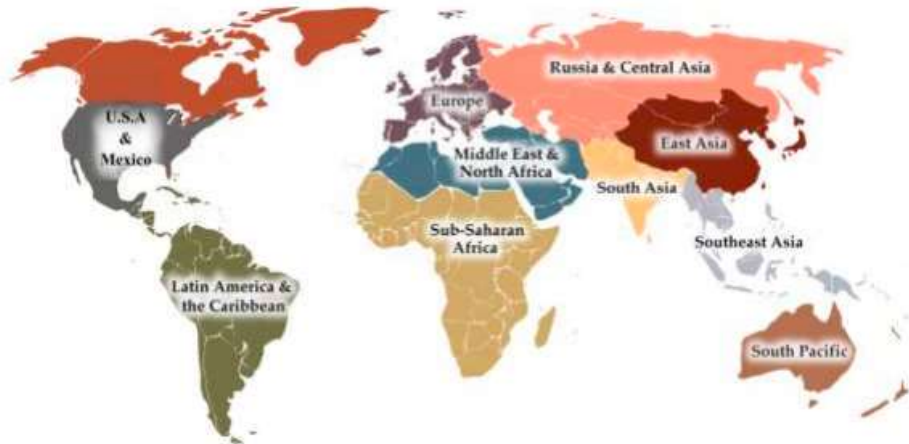 Russia & Central Asia
Europe
U.S.A
&
Mexico
East Asia
Middle East &
North Africa
South Asia
Sub-Saharan
Africa
Southeast Asia
Latin America &
the Caribbean
South Pacific